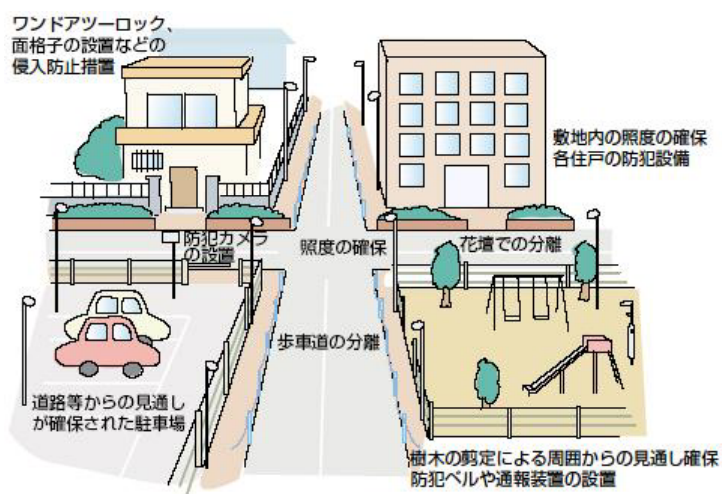 ワンドアツーロック、
面格子の設置などの
侵入防止措置
敷地内の照度の確保
各住戸の防犯設備
防犯カメラ
の設置
照度の確保
花壇での分離
歩車道の分離
道路等からの見通し
が確保された駐車場
樹木の剪定による周囲からの見通し確保
防犯ベルや通報装置の設置